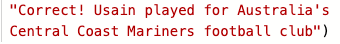 "Correct! Usain played for Australia's
Central Coast Mariners football club")